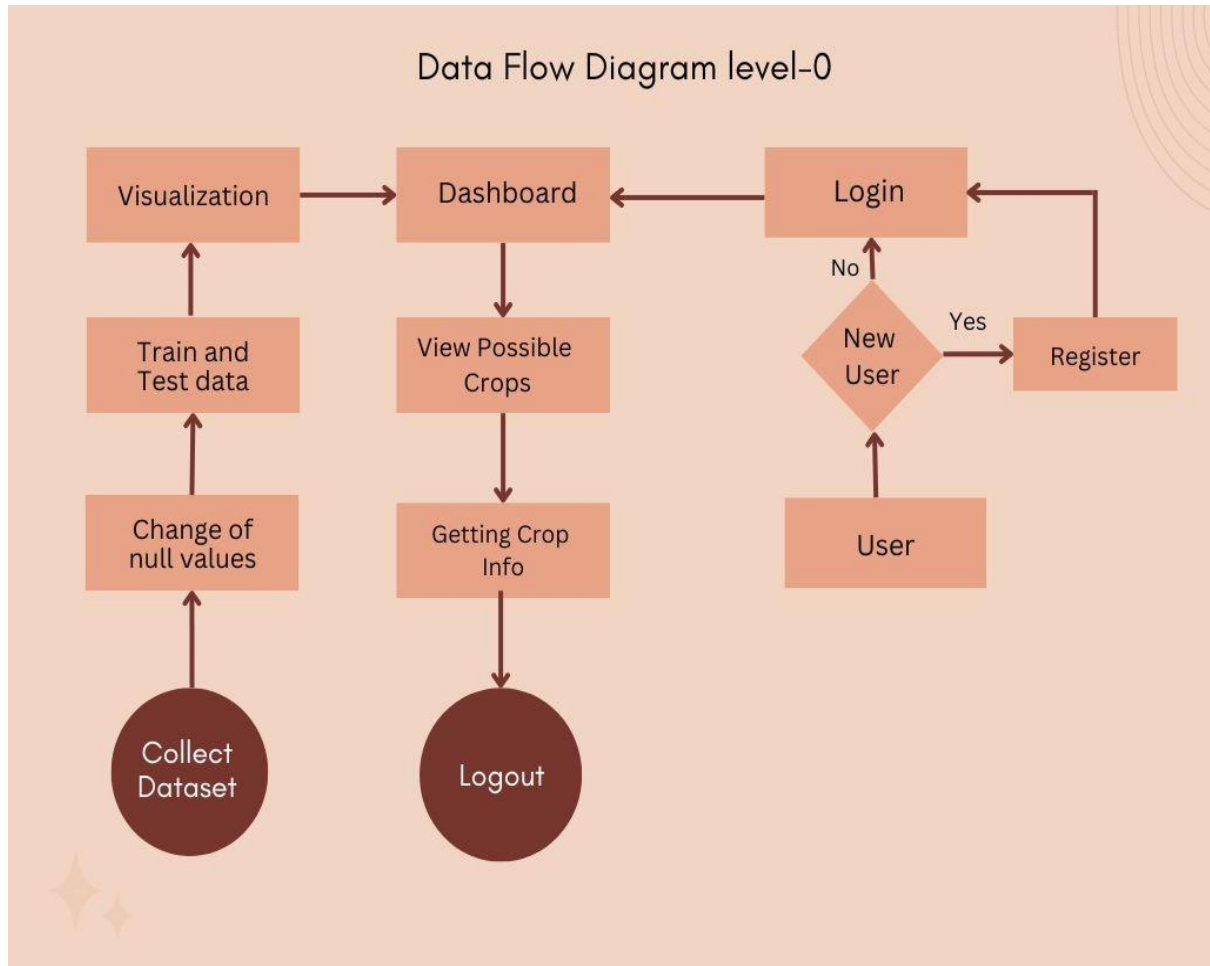 Data Flow Diagram level-0
Visualization
Dashboard
Login
No
Yes
Train and
Test data
View Possible
Crops
New
User
Register
Change of
null values
Getting Crop
Info
User
Collect
Dataset
Logout